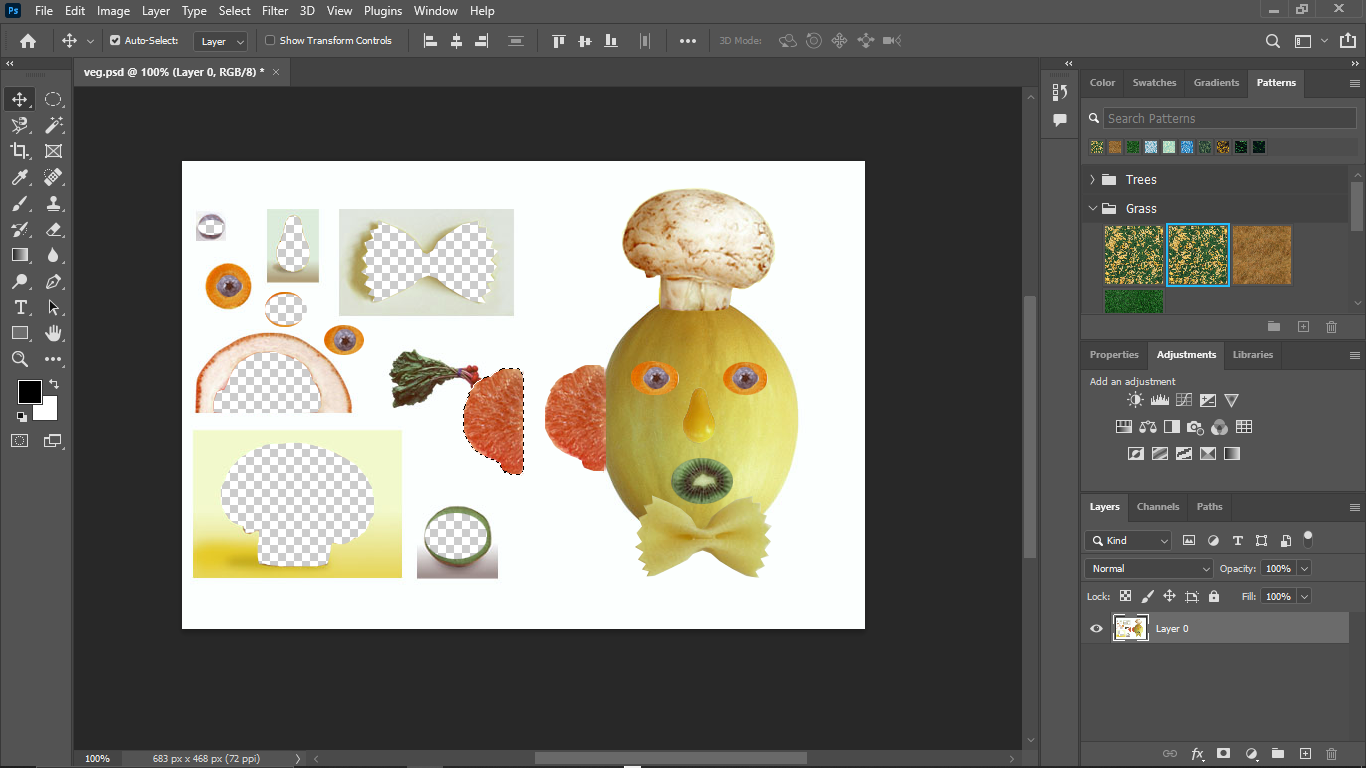 Ps File Edit Image Layer Type Select Filter 3D View Plugins Window Help
Auto-Select: Layer Show Transform Controls 3D Mode:
veg.psd @ 100% (Layer 0, RGB/8) *
Color Swatches Gradients Patterns
Search Patterns
Trees
Grass
Properties Adjustments Libraries
Add an adjustment
Layers Channels Paths
Kind
Normal Opacity: 100%
Lock: Fill: 100%
Layer 0
100% 683 px x 468 px (72 ppi)